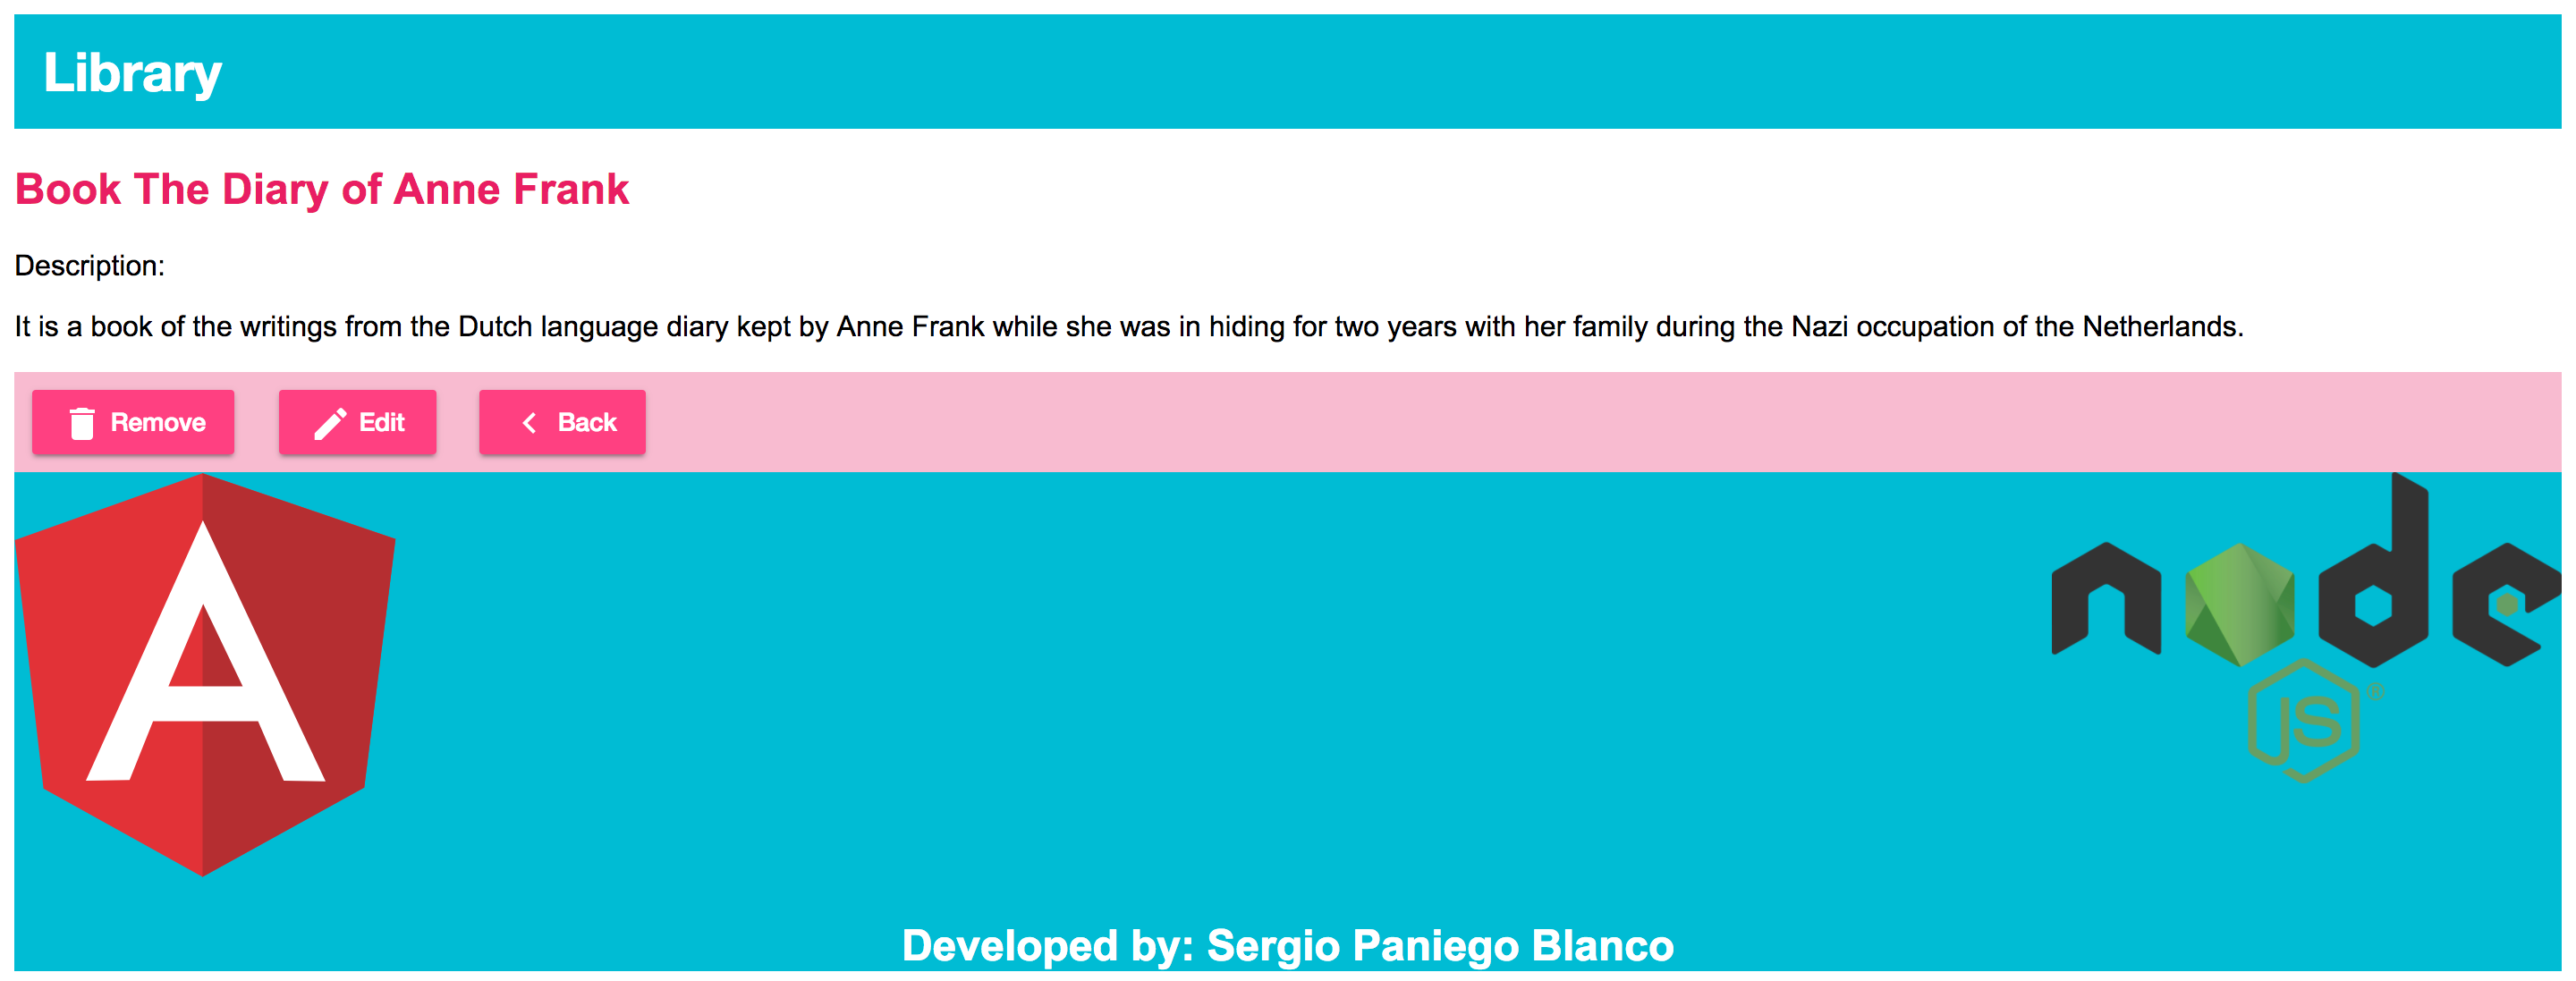 Library
Book The Diary of Anne Frank
Description:
It is a book of the writings from the Dutch language diary kept by Anne Frank while she was in hiding for two years with her family during the Nazi occupation of the Netherlands.
Remove Edit Back
A
node
JS ®
Developed by: Sergio Paniego Blanco